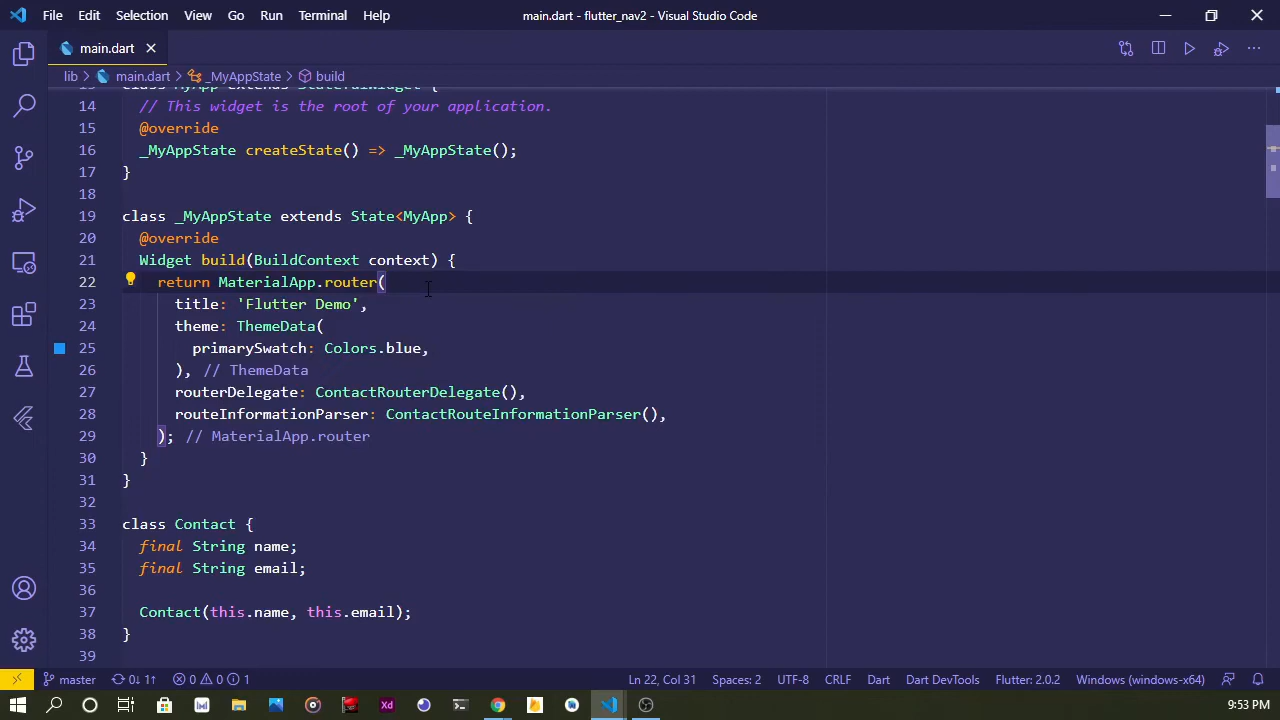 File Edit Selection View Go Run Terminal Help main.dart - flutter_nav2 - Visual Studio Code
main.dart
lib > main.dart > _MyAppState > build
13 class MyApp extends StatefulWidget {
14 // This widget is the root of your application.
15 @override
16 _MyAppState createState() => _MyAppState();
17 }
18
19 class _MyAppState extends State<MyApp> {
20 @override
21 Widget build(BuildContext context) {
22 return MaterialApp.router(
23 title: 'Flutter Demo',
24 theme: ThemeData(
25 primarySwatch: Colors.blue,
26 ), // ThemeData
27 routerDelegate: ContactRouterDelegate(),
28 routeInformationParser: ContactRouteInformationParser(),
29 ); // MaterialApp.router
30 }
31 }
32
33 class Contact {
34 final String name;
35 final String email;
36
37 Contact(this.name, this.email);
38 }
39
master 0↓ 1↑ 0 0 1 Ln 22, Col 31 Spaces: 2 UTF-8 CRLF Dart Dart DevTools Flutter: 2.0.2 Windows (windows-x64)
Xd 9:53 PM